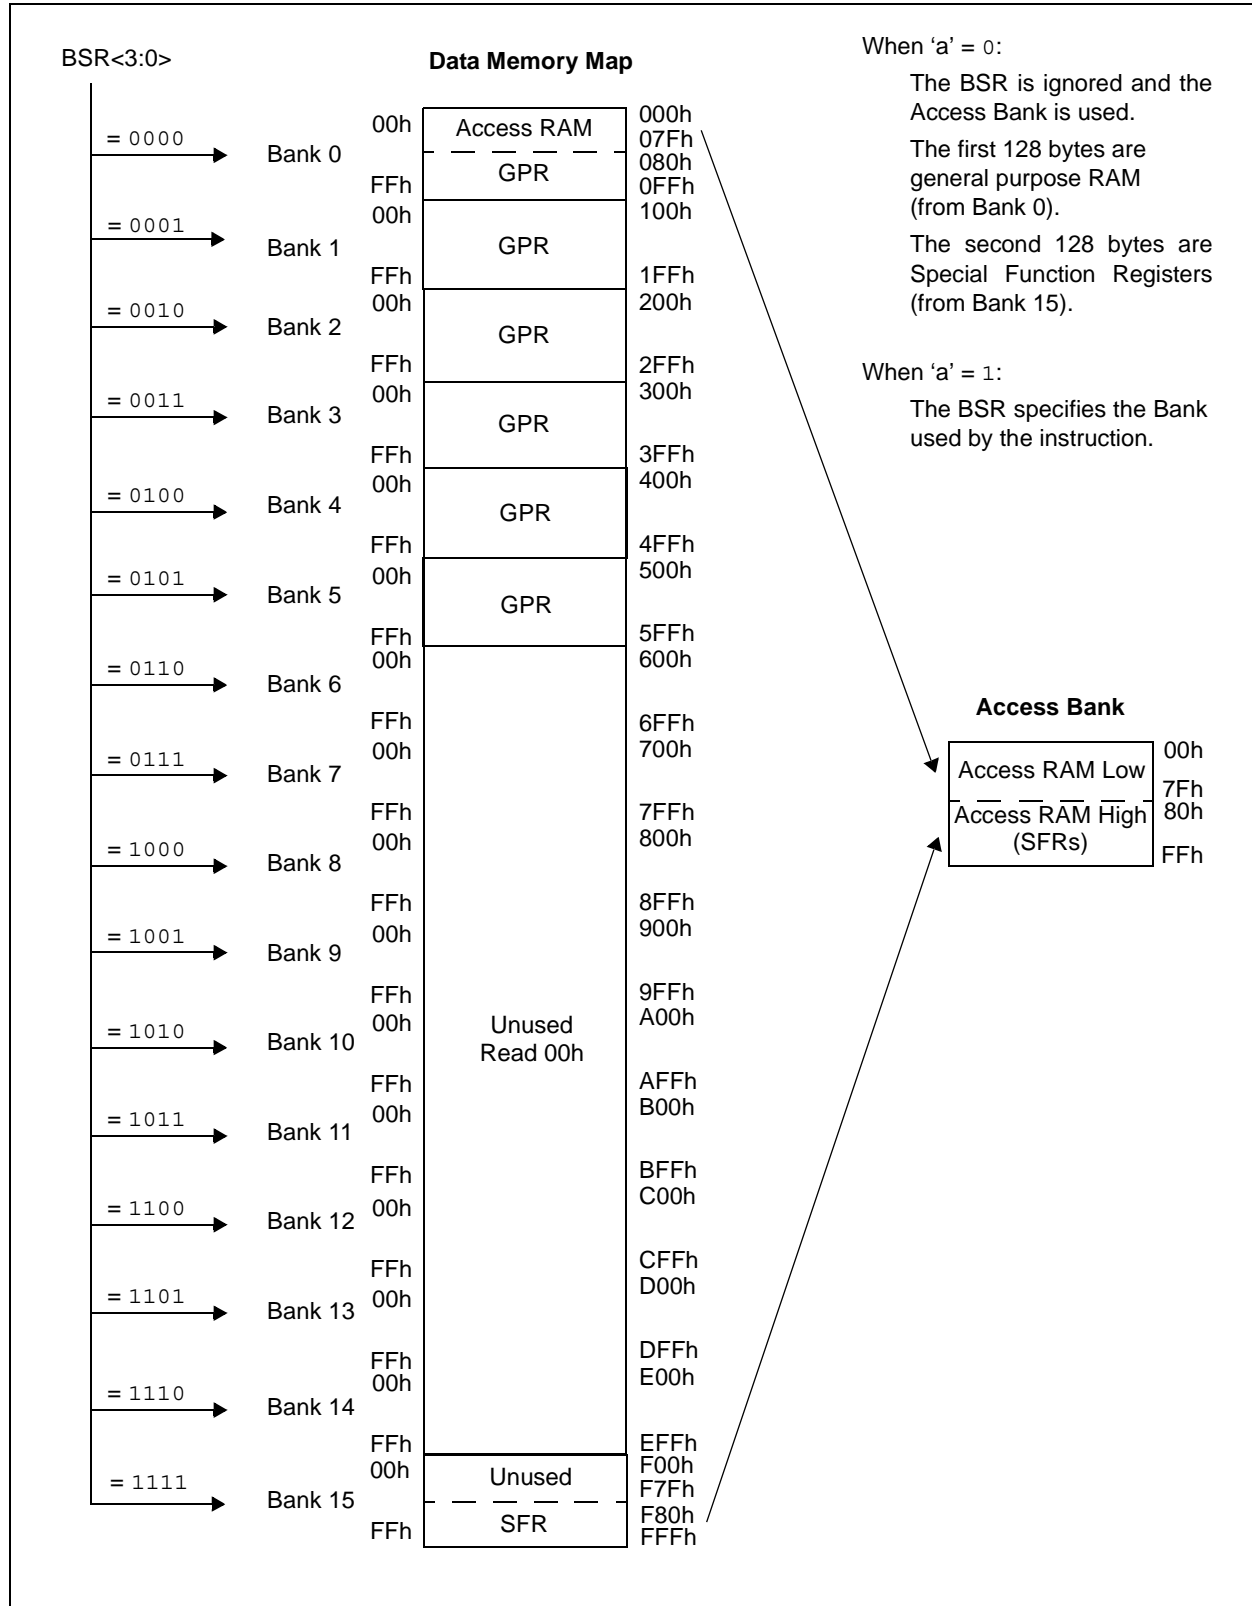 BSR<3:0>
Data Memory Map
When ‘a’ = 0:
The BSR is ignored and the
Access Bank is used.
The first 128 bytes are
general purpose RAM
(from Bank 0).
The second 128 bytes are
Special Function Registers
(from Bank 15).
When ‘a’ = 1:
The BSR specifies the Bank
used by the instruction.
= 0000
Bank 0
00h
FFh
Access RAM
GPR
000h
07Fh
080h
0FFh
= 0001
Bank 1
00h
FFh
GPR
100h
1FFh
= 0010
Bank 2
00h
FFh
GPR
200h
2FFh
= 0011
Bank 3
00h
FFh
GPR
300h
3FFh
= 0100
Bank 4
00h
FFh
GPR
400h
4FFh
= 0101
Bank 5
00h
FFh
GPR
500h
5FFh
= 0110
Bank 6
00h
FFh
600h
6FFh
= 0111
Bank 7
00h
FFh
700h
7FFh
= 1000
Bank 8
00h
FFh
800h
8FFh
= 1001
Bank 9
00h
FFh
900h
9FFh
= 1010
Bank 10
00h
FFh
Unused
Read 00h
A00h
AFFh
= 1011
Bank 11
00h
FFh
B00h
BFFh
= 1100
Bank 12
00h
FFh
C00h
CFFh
= 1101
Bank 13
00h
FFh
D00h
DFFh
= 1110
Bank 14
00h
FFh
E00h
EFFh
= 1111
Bank 15
00h
FFh
Unused
SFR
F00h
F7Fh
F80h
FFFh
Access Bank
Access RAM Low
Access RAM High
(SFRs)
00h
7Fh
80h
FFh